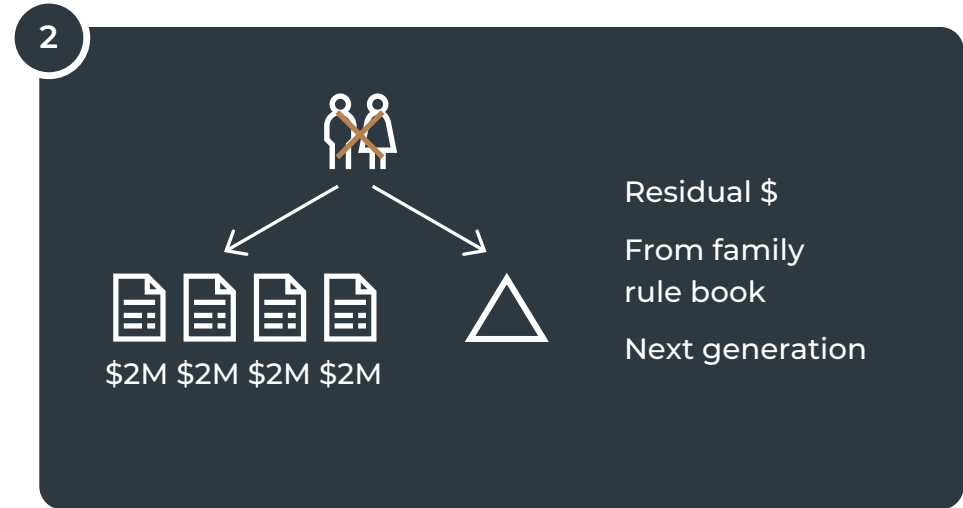 2
Residual $
From family
rule book
Next generation
$2M $2M $2M $2M